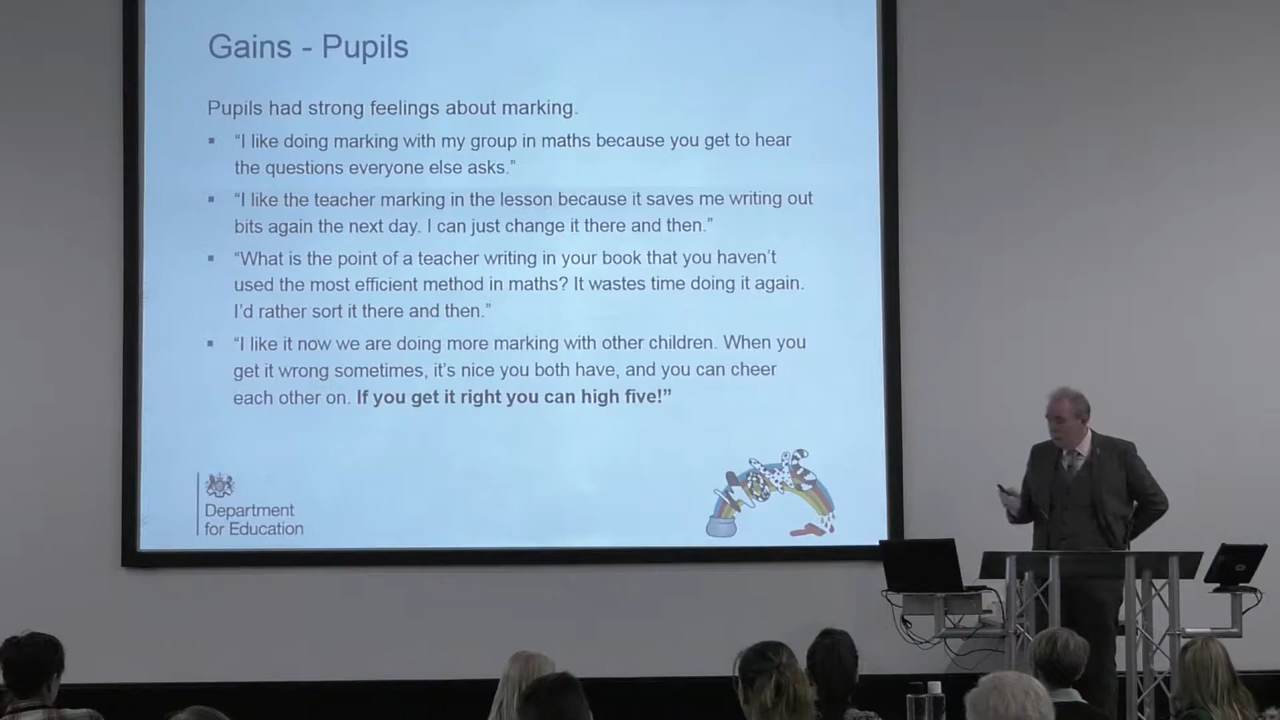 Gains - Pupils
Pupils had strong feelings about marking.
▪ “I like doing marking with my group in maths because you get to hear
the questions everyone else asks.”
▪ “I like the teacher marking in the lesson because it saves me writing out
bits again the next day. I can just change it there and then.”
▪ “What is the point of a teacher writing in your book that you haven’t
used the most efficient method in maths? It wastes time doing it again.
I’d rather sort it there and then.”
▪ “I like it now we are doing more marking with other children. When you
get it wrong sometimes, it’s nice you both have, and you can cheer
each other on. If you get it right you can high five!”
Department
for Education